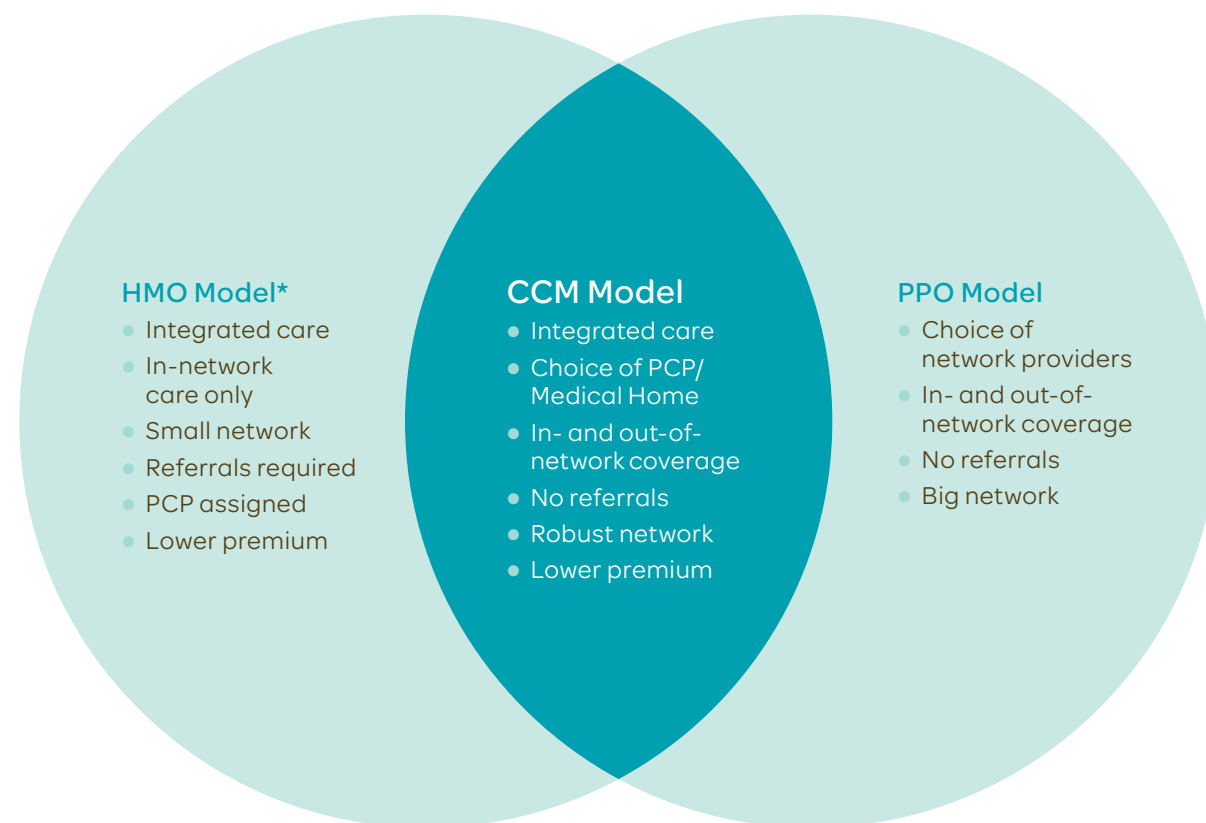 HMO Model*
Integrated care
In-network
care only
Small network
Referrals required
PCP assigned
Lower premium
CCM Model
Integrated care
Choice of PCP/
Medical Home
In- and out-of-
network coverage
No referrals
Robust network
Lower premium
PPO Model
Choice of
network providers
In- and out-of-
network coverage
No referrals
Big network